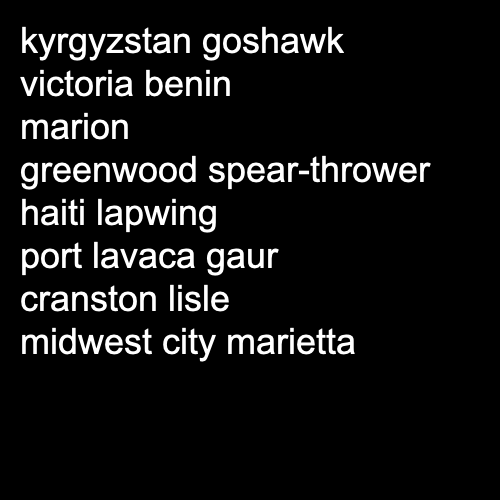 kyrgyzstan goshawk
victoria benin
marion
greenwood spear-thrower
haiti lapwing
port lavaca gaur
cranston lisle
midwest city marietta